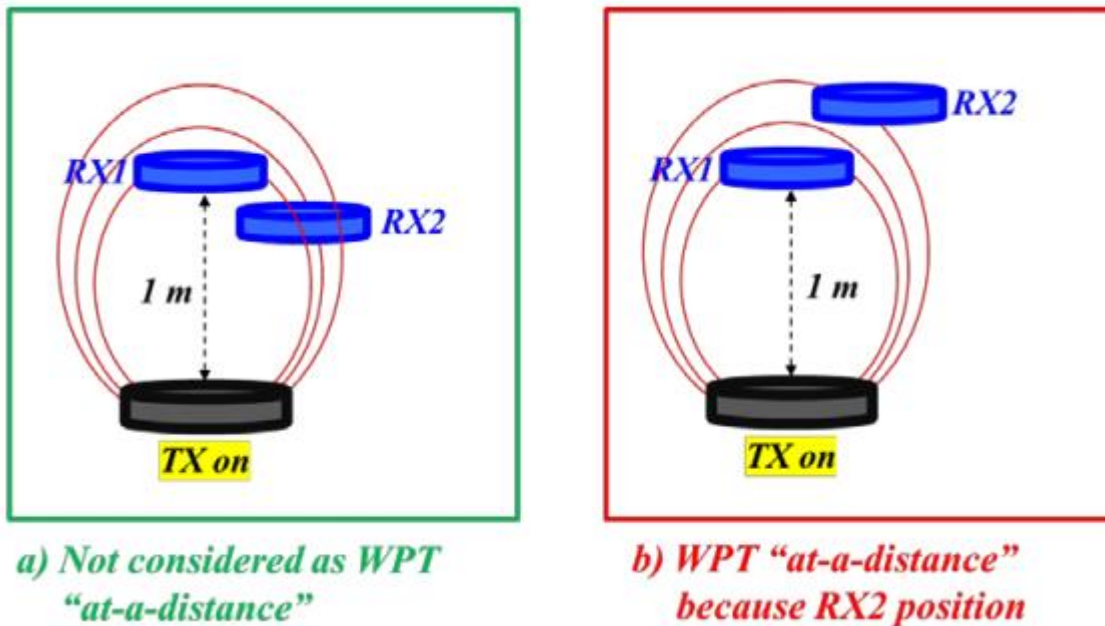 RX1
RX2
1 m
TX on
a) Not considered as WPT
“at-a-distance”
RX2
RX1
1 m
TX on
b) WPT “at-a-distance”
because RX2 position